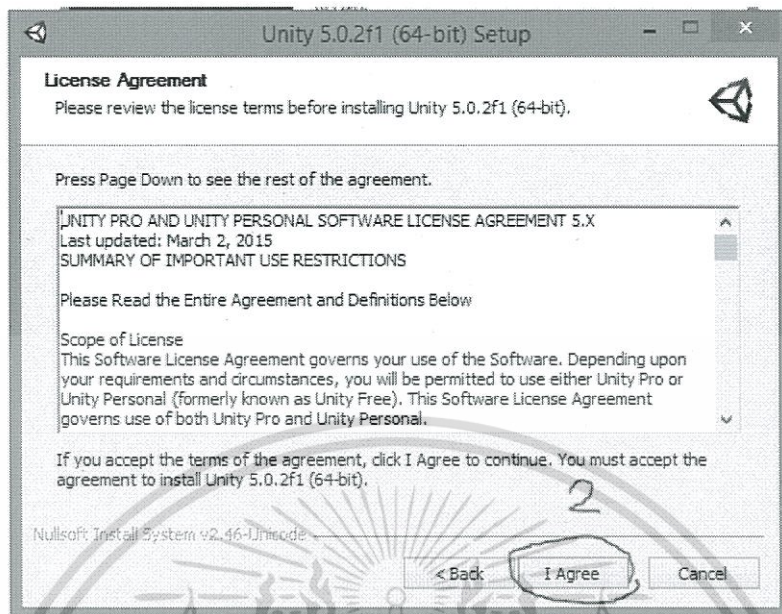 Unity 5.0.2f1 (64-bit) Setup
License Agreement
Please review the license terms before installing Unity 5.0.2f1 (64-bit).
Press Page Down to see the rest of the agreement.
UNITY PRO AND UNITY PERSONAL SOFTWARE LICENSE AGREEMENT 5.X
Last updated: March 2, 2015
SUMMARY OF IMPORTANT USE RESTRICTIONS
Please Read the Entire Agreement and Definitions Below
Scope of License
This Software License Agreement governs your use of the Software. Depending upon
your requirements and circumstances, you will be permitted to use either Unity Pro or
Unity Personal (formerly known as Unity Free). This Software License Agreement
governs use of both Unity Pro and Unity Personal.
If you accept the terms of the agreement, click I Agree to continue. You must accept the
agreement to install Unity 5.0.2f1 (64-bit).
2
Nullsoft Install System v2.46-Unicode
< Back I Agree Cancel